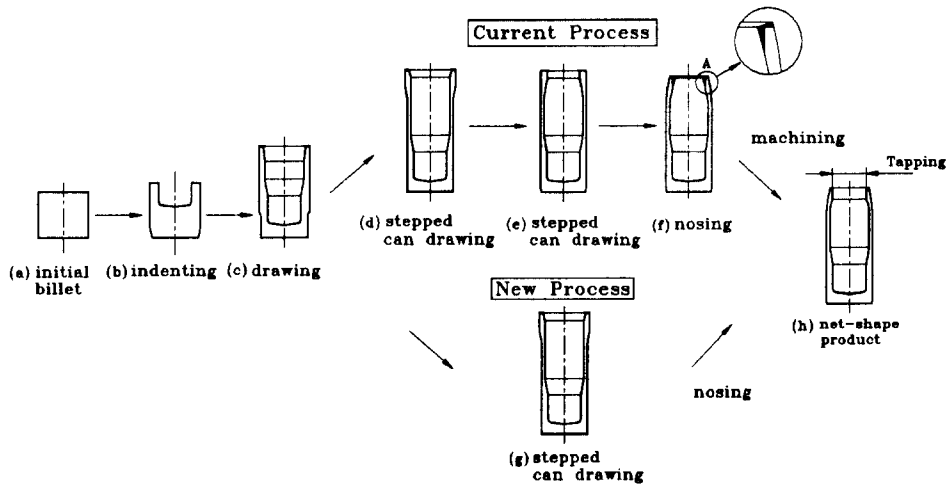 Current Process
A
machining
Tapping
(a) initial
billet
(b) indenting
(c) drawing
(d) stepped
can drawing
(e) stepped
can drawing
(f) nosing
New Process
(g) stepped
can drawing
nosing
(h) net-shape
product